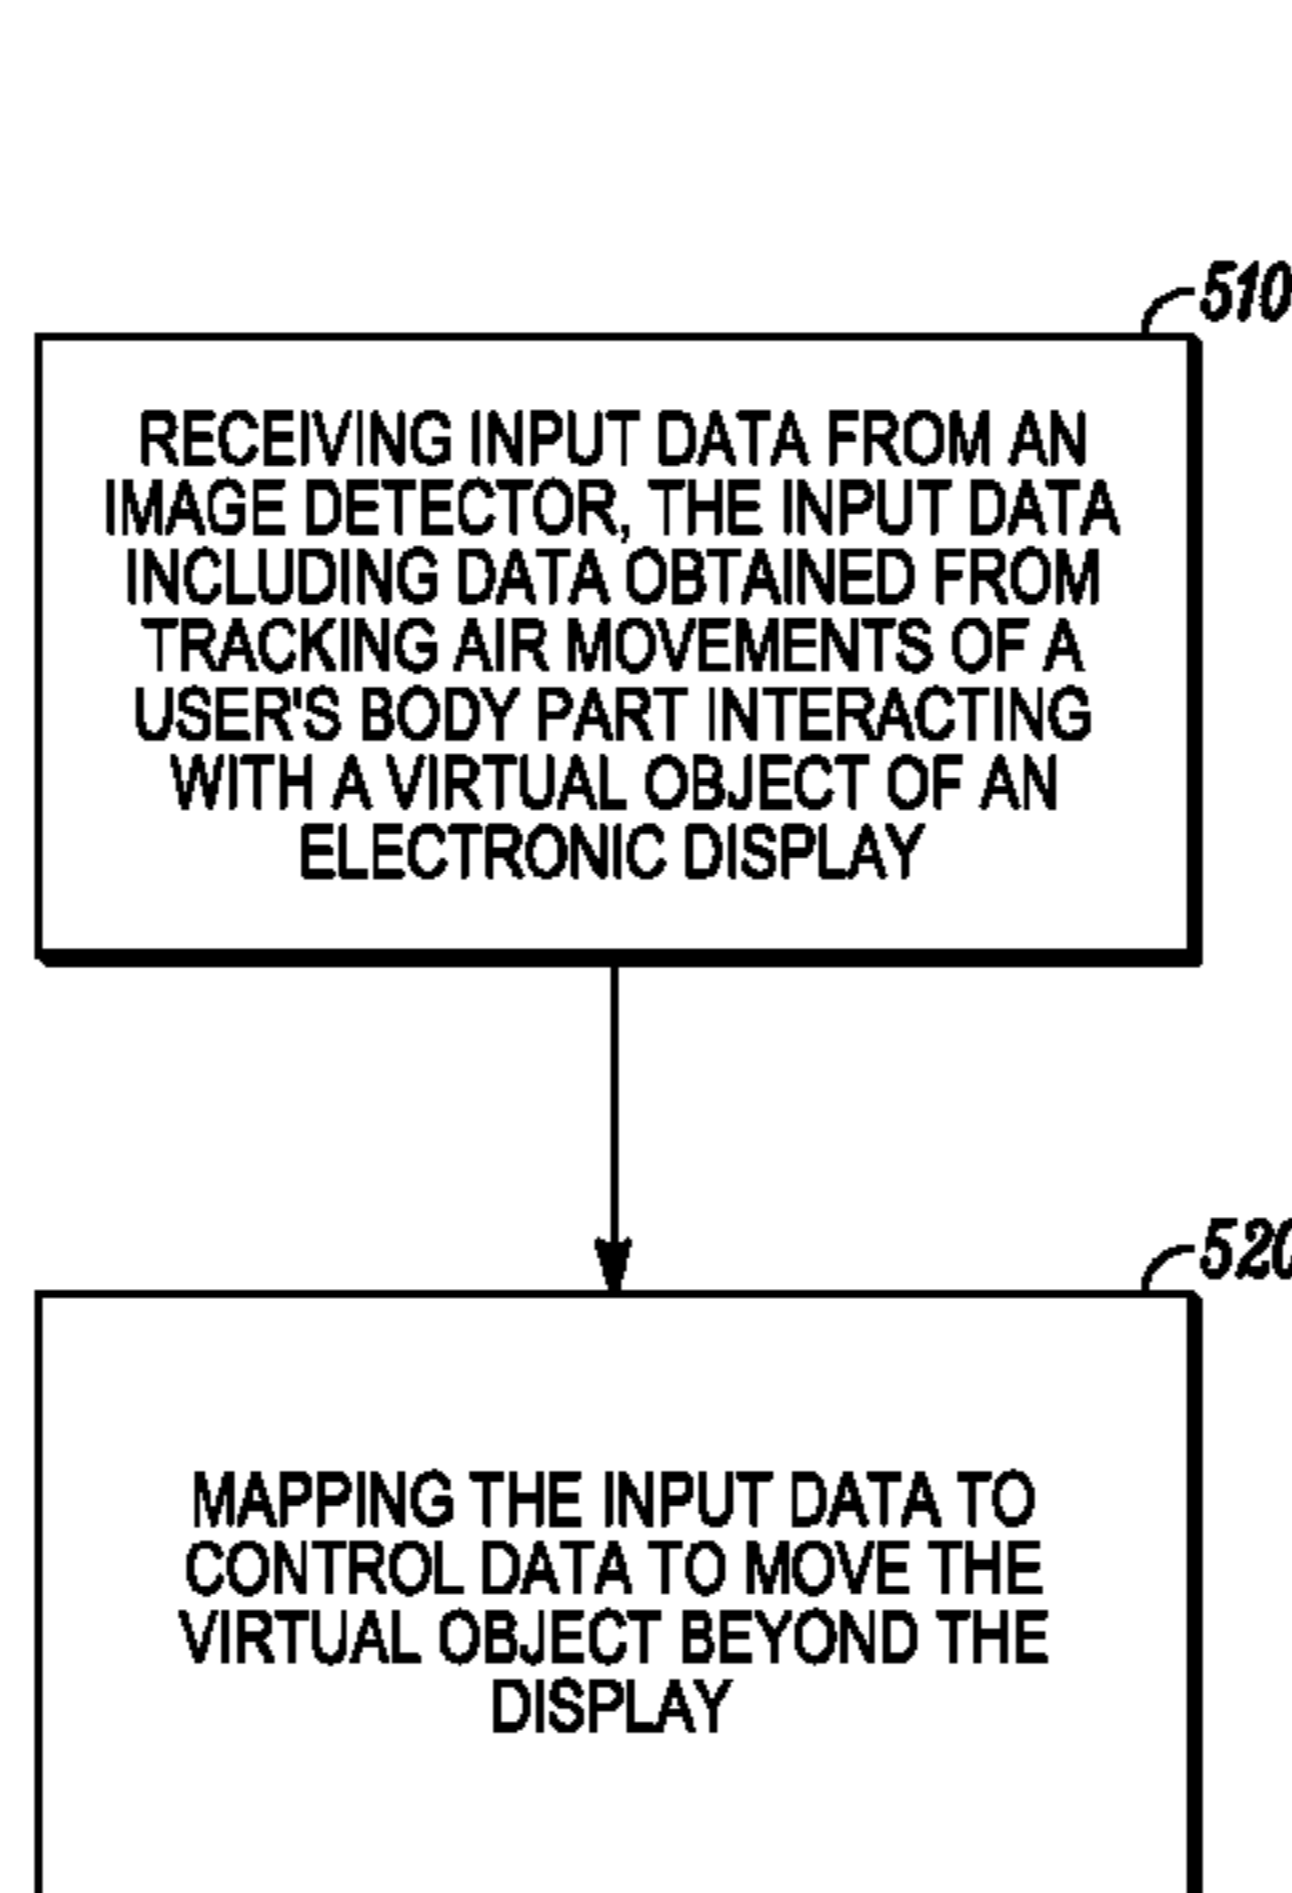 510
RECEIVING INPUT DATA FROM AN
IMAGE DETECTOR, THE INPUT DATA
INCLUDING DATA OBTAINED FROM
TRACKING AIR MOVEMENTS OF A
USER'S BODY PART INTERACTING
WITH A VIRTUAL OBJECT OF AN
ELECTRONIC DISPLAY
520
MAPPING THE INPUT DATA TO
CONTROL DATA TO MOVE THE
VIRTUAL OBJECT BEYOND THE
DISPLAY